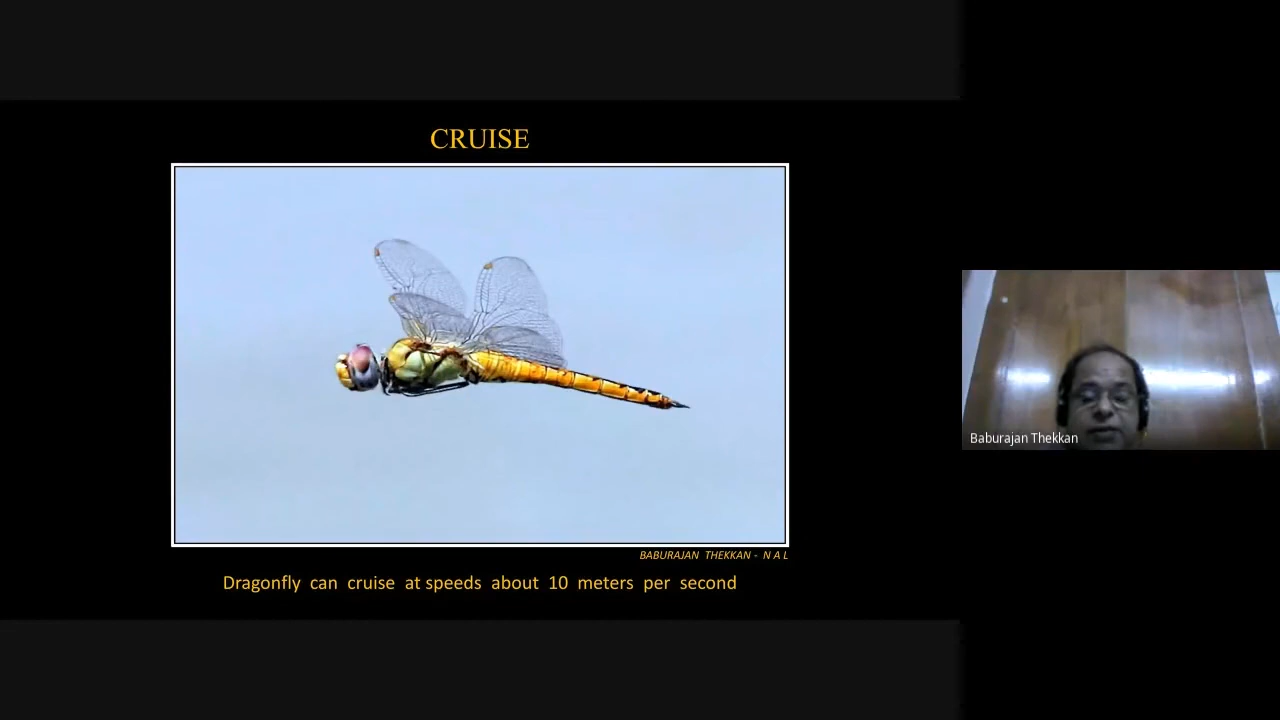 CRUISE
BABURAJAN THEKKAN - N A L
Dragonfly can cruise at speeds about 10 meters per second
Baburajan Thekkan